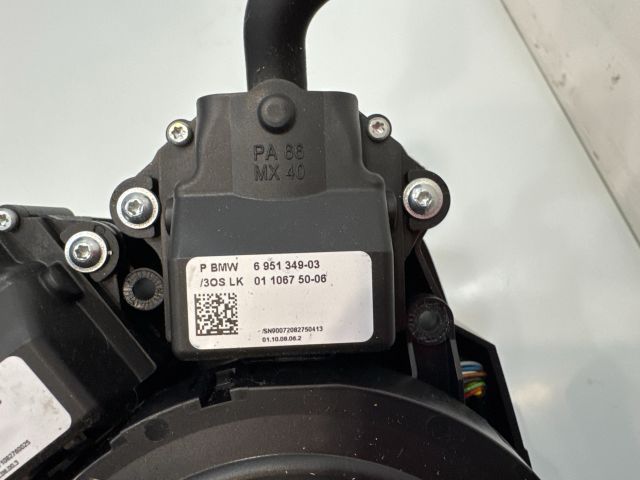 PA 66
MX 40
P BMW 6 951 349-03
/3OS LK 01 1067 50-06
/SN90072082750413
01.10.08.06.2